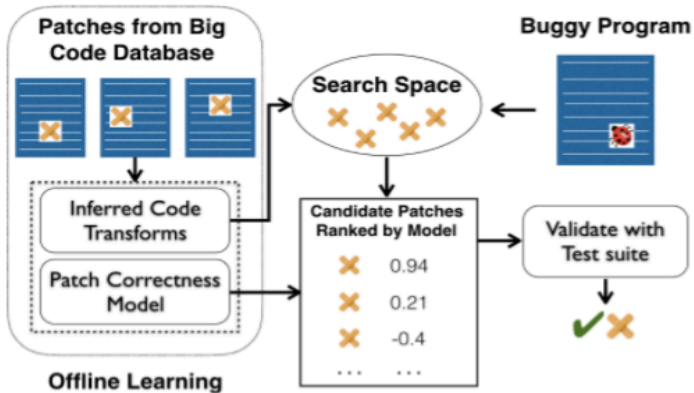 Patches from Big
Code Database
Buggy Program
Search Space
Inferred Code
Transforms
Patch Correctness
Model
Candidate Patches
Ranked by Model
0.94
0.21
-0.4
... ...
Validate with
Test suite
Offline Learning